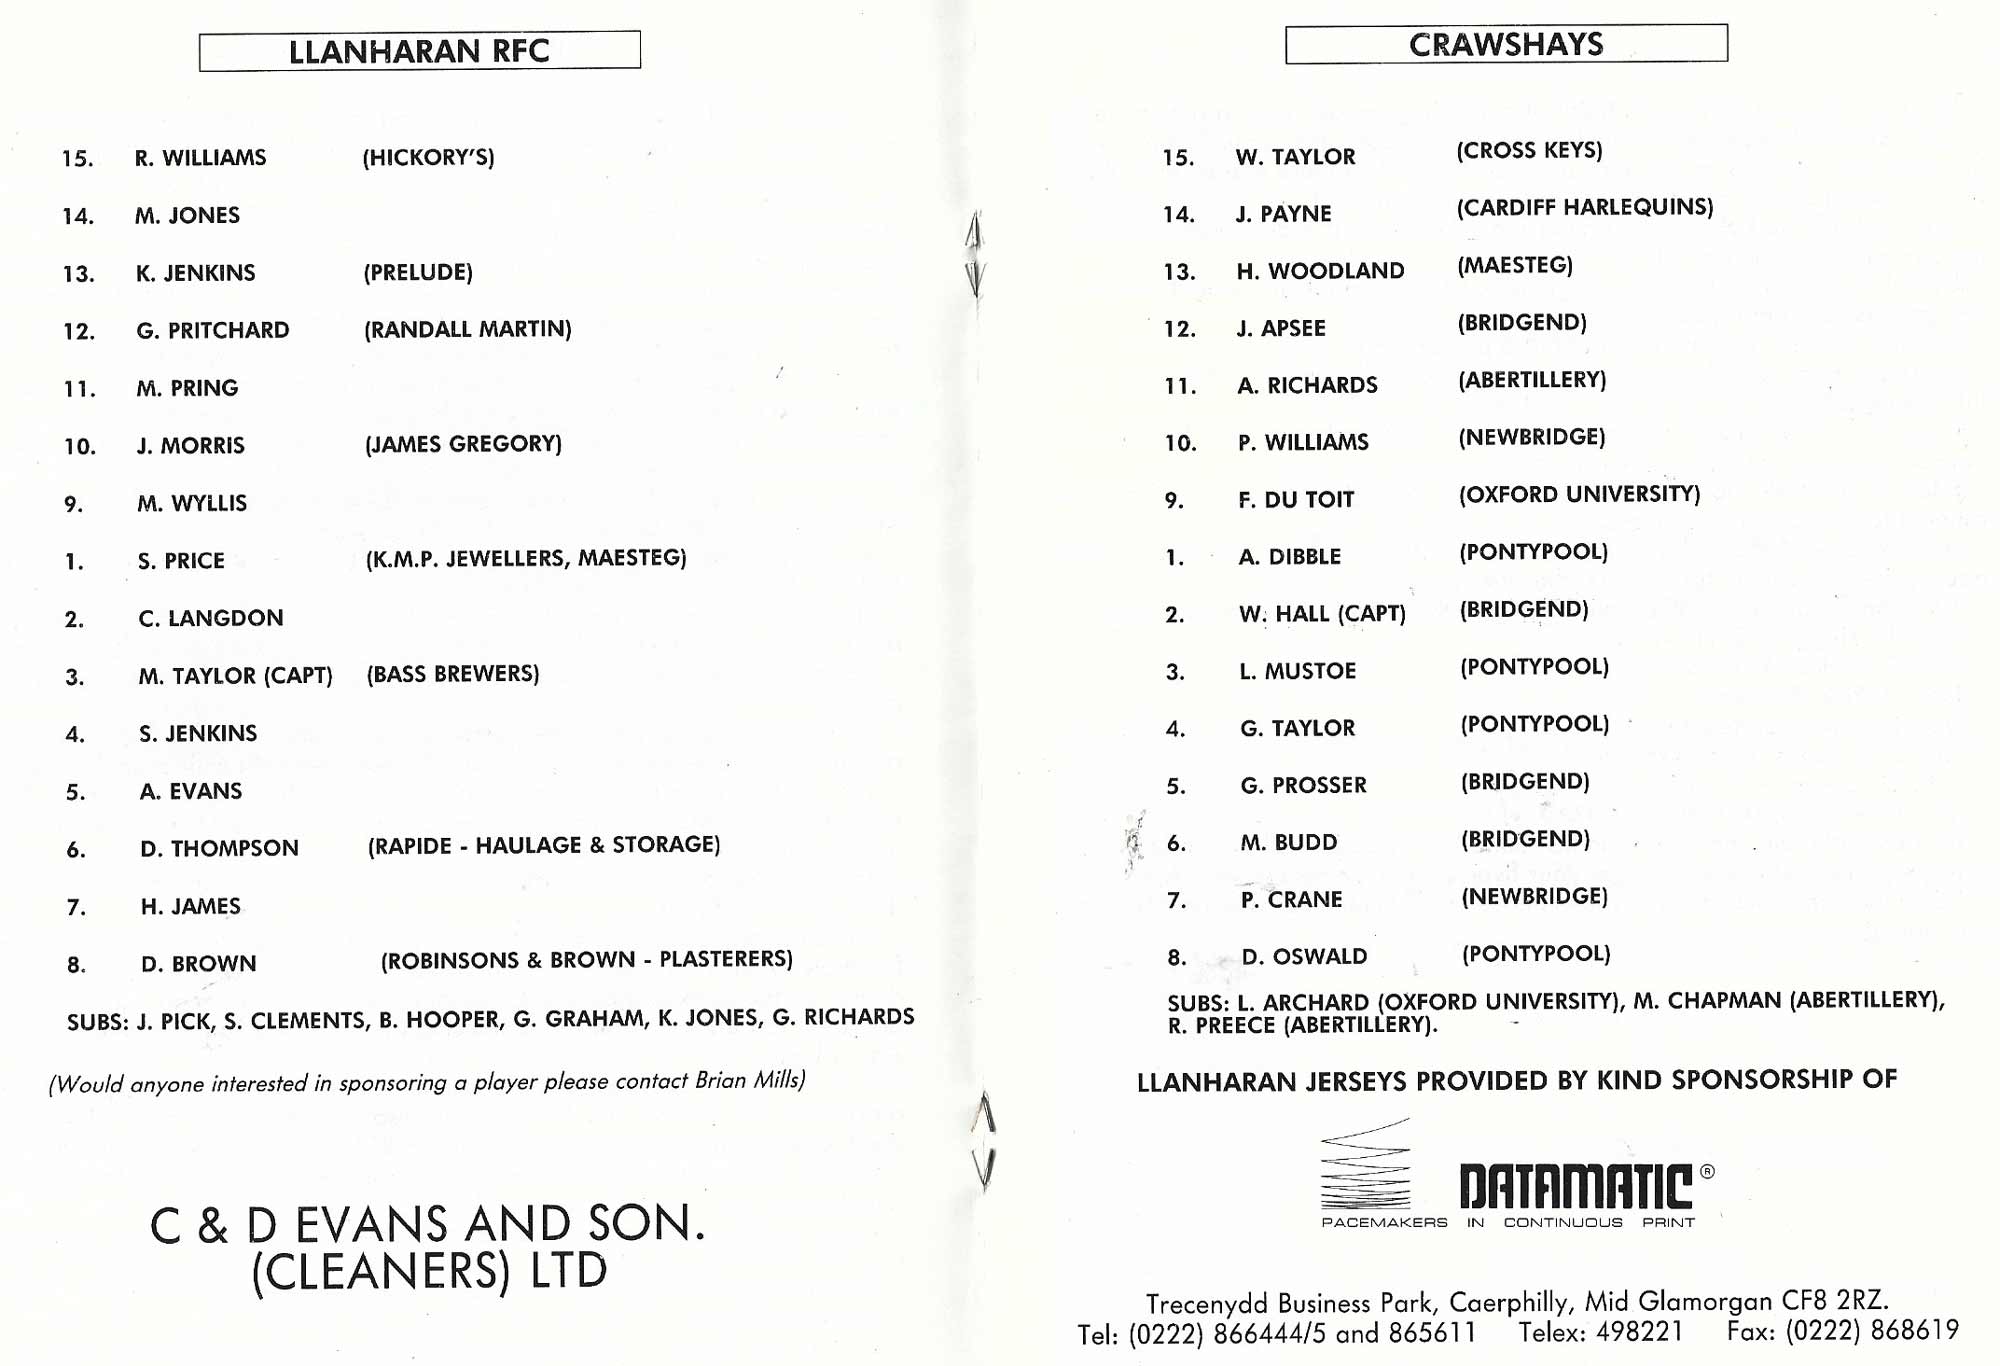 LLANHARAN RFC
15. R. WILLIAMS (HICKORY'S)
14. M. JONES
13. K. JENKINS (PRELUDE)
12. G. PRITCHARD (RANDALL MARTIN)
11. M. PRING
10. J. MORRIS (JAMES GREGORY)
9. M. WYLLIS
1. S. PRICE (K.M.P. JEWELLERS, MAESTEG)
2. C. LANGDON
3. M. TAYLOR (CAPT) (BASS BREWERS)
4. S. JENKINS
5. A. EVANS
6. D. THOMPSON (RAPIDE - HAULAGE & STORAGE)
7. H. JAMES
8. D. BROWN (ROBINSONS & BROWN - PLASTERERS)
SUBS: J. PICK, S. CLEMENTS, B. HOOPER, G. GRAHAM, K. JONES, G. RICHARDS
(Would anyone interested in sponsoring a player please contact Brian Mills)
C & D EVANS AND SON.
(CLEANERS) LTD
CRAWSHAYS
15. W. TAYLOR (CROSS KEYS)
14. J. PAYNE (CARDIFF HARLEQUINS)
13. H. WOODLAND (MAESTEG)
12. J. APSEE (BRIDGEND)
11. A. RICHARDS (ABERTILLERY)
10. P. WILLIAMS (NEWBRIDGE)
9. F. DU TOIT (OXFORD UNIVERSITY)
1. A. DIBBLE (PONTYPOOL)
2. W. HALL (CAPT) (BRIDGEND)
3. L. MUSTOE (PONTYPOOL)
4. G. TAYLOR (PONTYPOOL)
5. G. PROSSER (BRIDGEND)
6. M. BUDD (BRIDGEND)
7. P. CRANE (NEWBRIDGE)
8. D. OSWALD (PONTYPOOL)
SUBS: L. ARCHARD (OXFORD UNIVERSITY), M. CHAPMAN (ABERTILLERY),
R. PREECE (ABERTILLERY).
LLANHARAN JERSEYS PROVIDED BY KIND SPONSORSHIP OF
DATAMATIC ®
PACEMAKERS IN CONTINUOUS PRINT
Trecenydd Business Park, Caerphilly, Mid Glamorgan CF8 2RZ.
Tel: (0222) 866444/5 and 865611 Telex: 498221 Fax: (0222) 868619